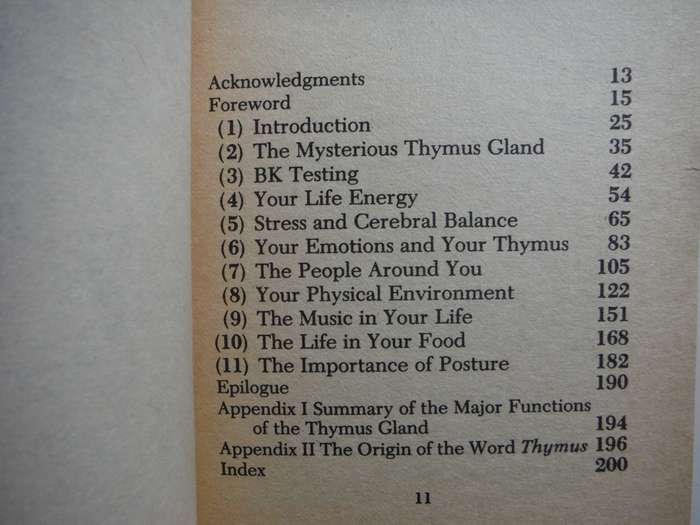 Acknowledgments 13
Foreword 15
(1) Introduction 25
(2) The Mysterious Thymus Gland 35
(3) BK Testing 42
(4) Your Life Energy 54
(5) Stress and Cerebral Balance 65
(6) Your Emotions and Your Thymus 83
(7) The People Around You 105
(8) Your Physical Environment 122
(9) The Music in Your Life 151
(10) The Life in Your Food 168
(11) The Importance of Posture 182
Epilogue 190
Appendix I Summary of the Major Functions
of the Thymus Gland 194
Appendix II The Origin of the Word Thymus 196
Index 200
11